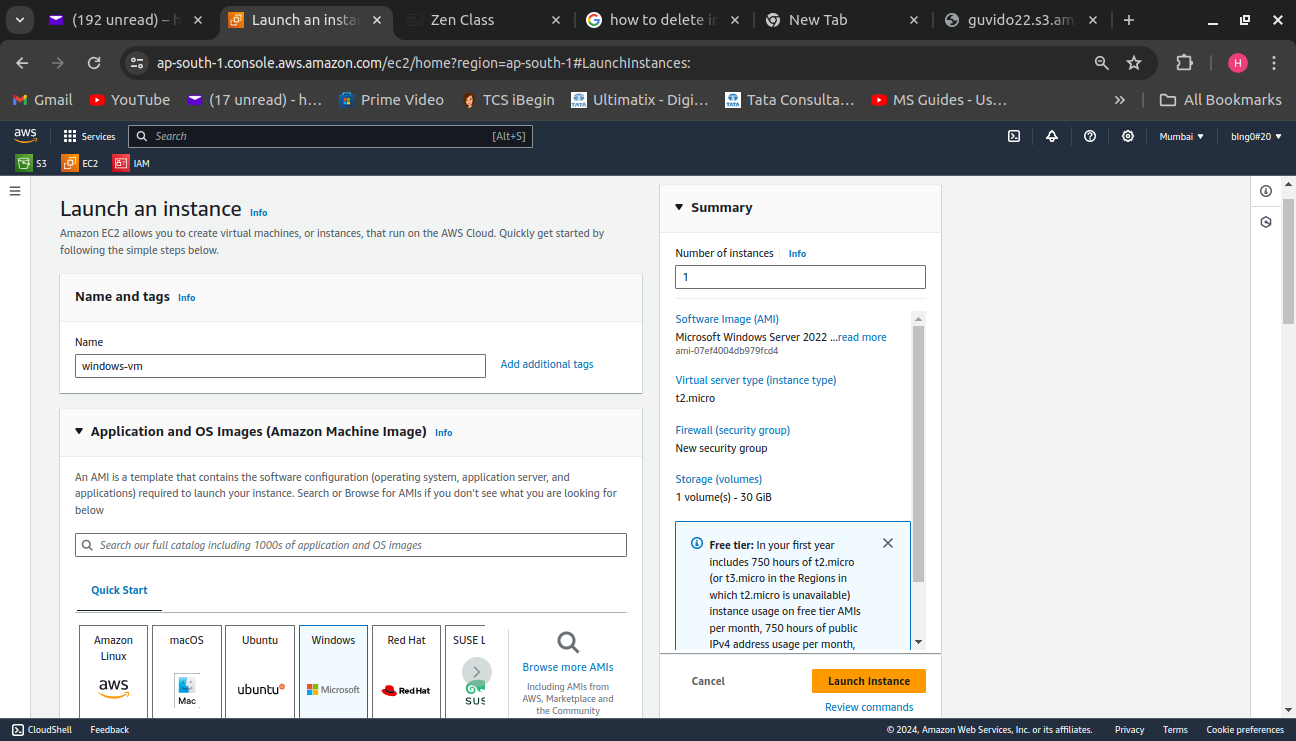 (192 unread) – h
Launch an insta
Zen Class
how to delete in
New Tab
guvido22.s3.am
ap-south-1.console.aws.amazon.com/ec2/home?region=ap-south-1#LaunchInstances:
H
Gmail
YouTube
(17 unread) - h…
Prime Video
TCS iBegin
Ultimatix - Digi…
TATA
Tata Consulta…
MS Guides - Us…
All Bookmarks
aws
Services
Search
[Alt+S]
Mumbai
blng0#20
S3
EC2
IAM
Launch an instance Info
Amazon EC2 allows you to create virtual machines, or instances, that run on the AWS Cloud. Quickly get started by
following the simple steps below.
Name and tags Info
Name
windows-vm
Add additional tags
Application and OS Images (Amazon Machine Image) Info
An AMI is a template that contains the software configuration (operating system, application server, and
applications) required to launch your instance. Search or Browse for AMIs if you don't see what you are looking for
below
Search our full catalog including 1000s of application and OS images
Quick Start
Amazon
Linux
aws
macOS
Mac
Ubuntu
ubuntu
Windows
Microsoft
Red Hat
Red Hat
SUSE L
SUS
Browse more AMIs
Including AMIs from
AWS, Marketplace and
the Community
Summary
Number of instances Info
1
Software Image (AMI)
Microsoft Windows Server 2022 ...read more
ami-07ef4004db979fcd4
Virtual server type (instance type)
t2.micro
Firewall (security group)
New security group
Storage (volumes)
1 volume(s) - 30 GiB
Free tier: In your first year
includes 750 hours of t2.micro
(or t3.micro in the Regions in
which t2.micro is unavailable)
instance usage on free tier AMIs
per month, 750 hours of public
IPv4 address usage per month,
Cancel
Launch instance
Review commands
CloudShell
Feedback
© 2024, Amazon Web Services, Inc. or its affiliates.
Privacy
Terms
Cookie preferences